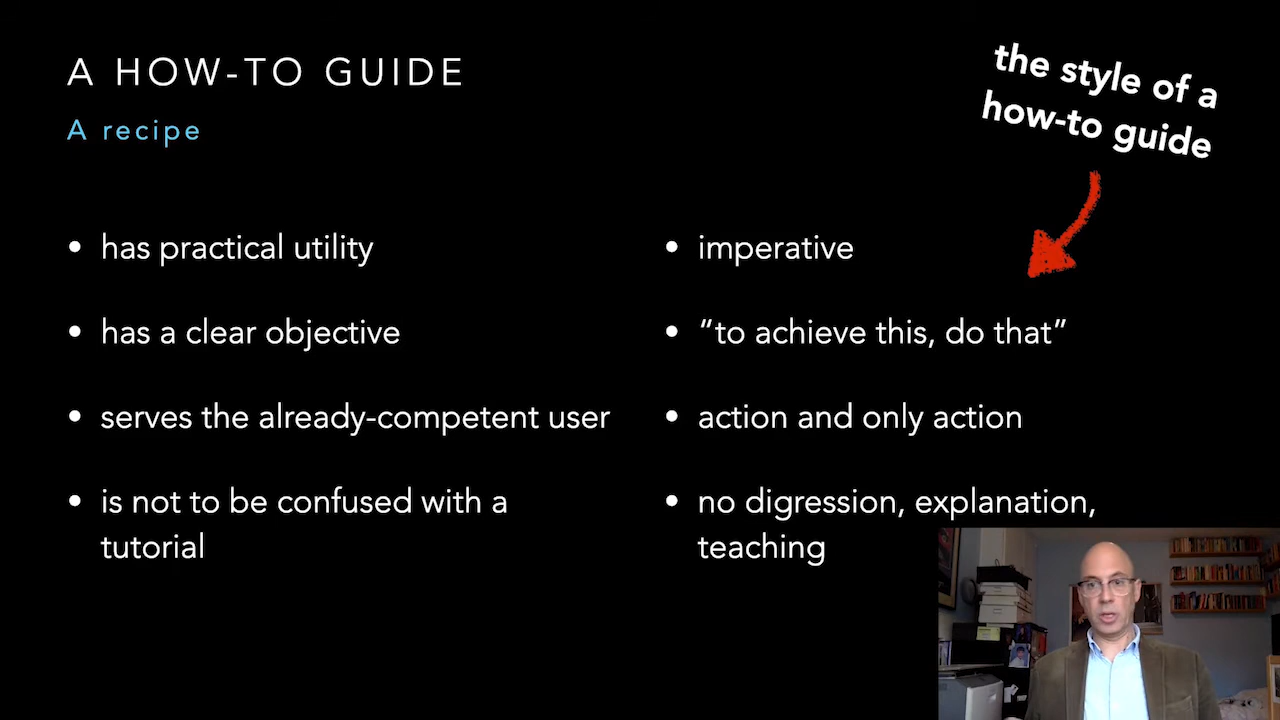 A HOW-TO GUIDE
A recipe
the style of a
how-to guide
• has practical utility
• has a clear objective
• serves the already-competent user
• is not to be confused with a
tutorial
• imperative
• “to achieve this, do that”
• action and only action
• no digression, explanation,
teaching